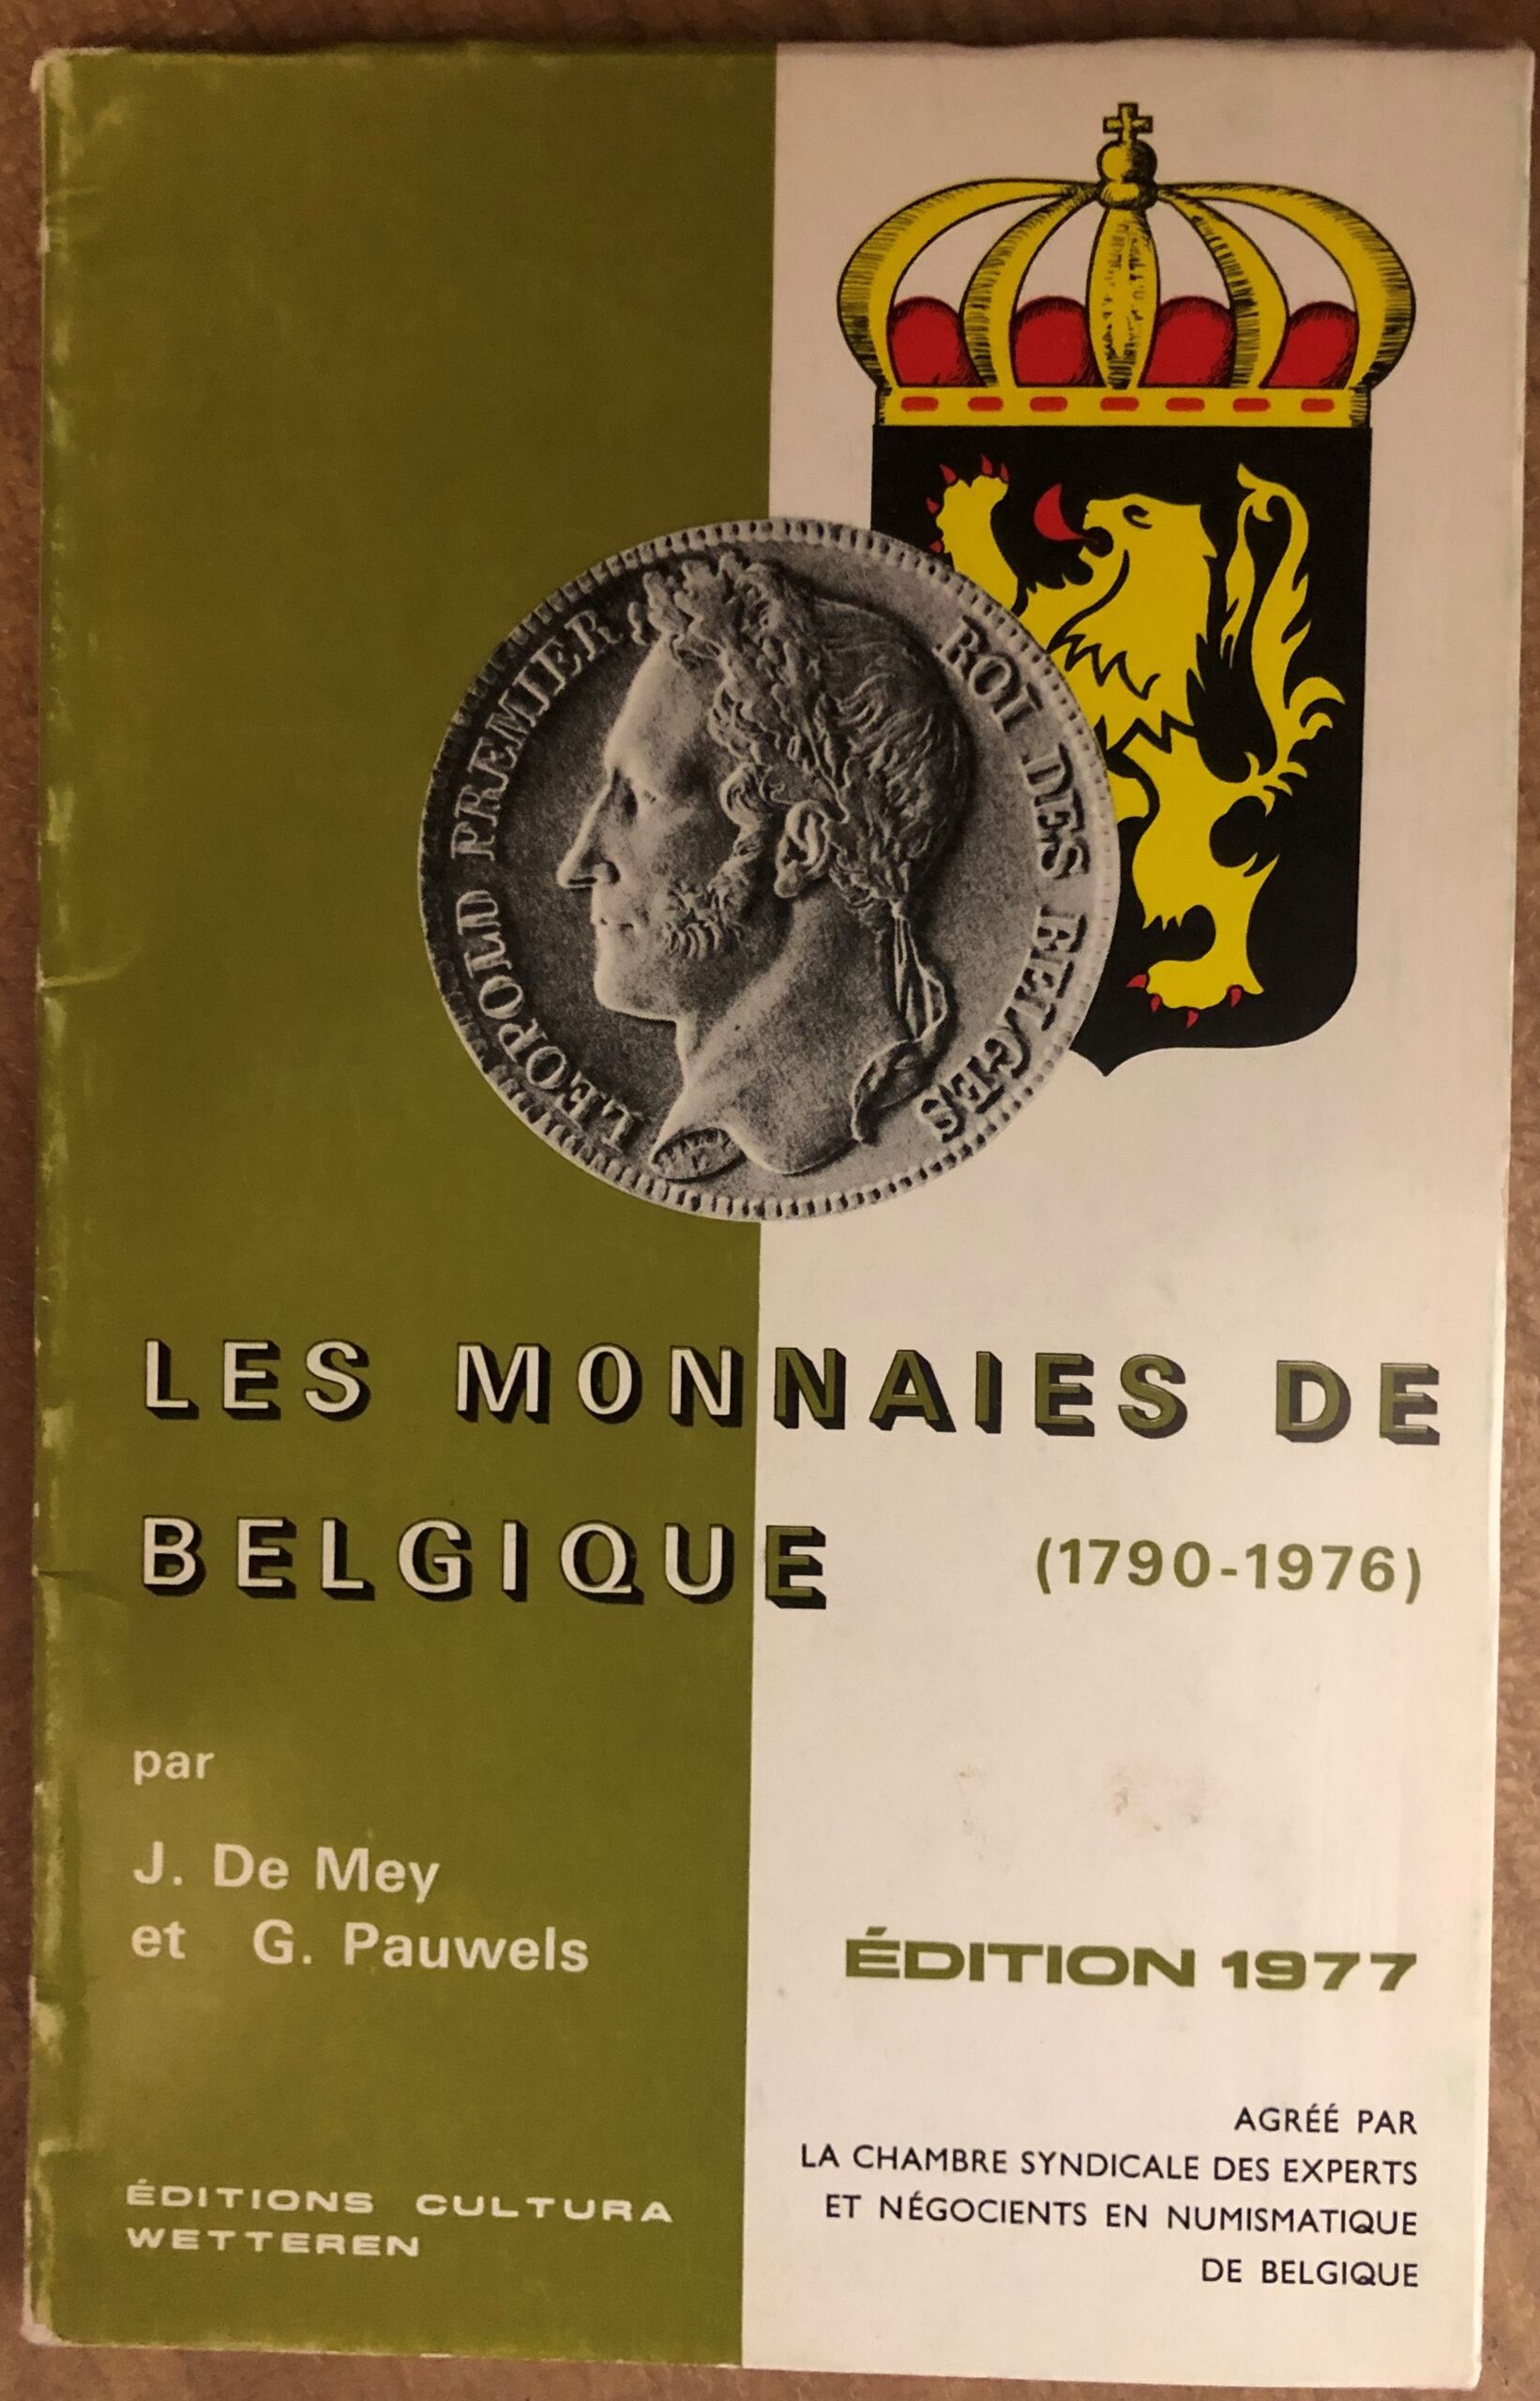 LEOPOLD PREMIER ROI DES BELGES
LES MONNAIES DE
BELGIQUE (1790-1976)
par
J. De Mey
et G. Pauwels
ÉDITION 1977
ÉDITIONS CULTURA
WETTEREN
AGRÉÉ PAR
LA CHAMBRE SYNDICALE DES EXPERTS
ET NÉGOCIENTS EN NUMISMATIQUE
DE BELGIQUE